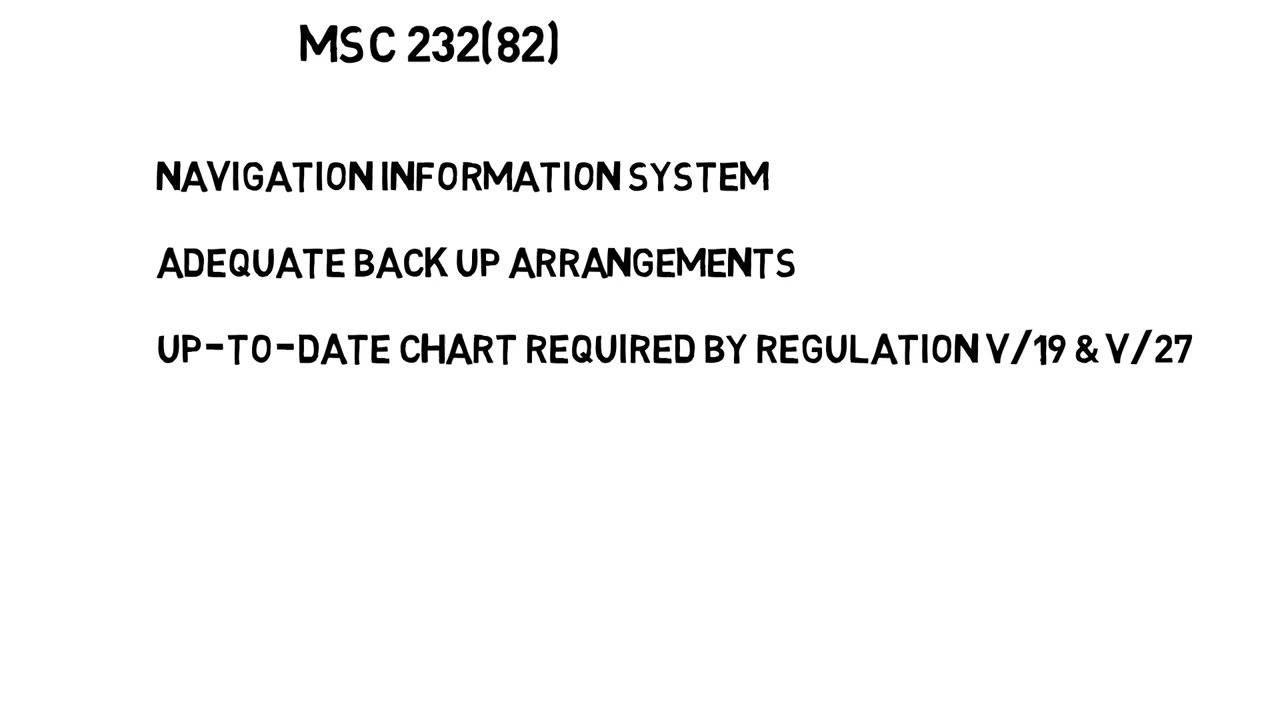 MSC 232(82)
NAVIGATION INFORMATION SYSTEM
ADEQUATE BACK UP ARRANGEMENTS
UP-TO-DATE CHART REQUIRED BY REGULATION V/19 & V/27